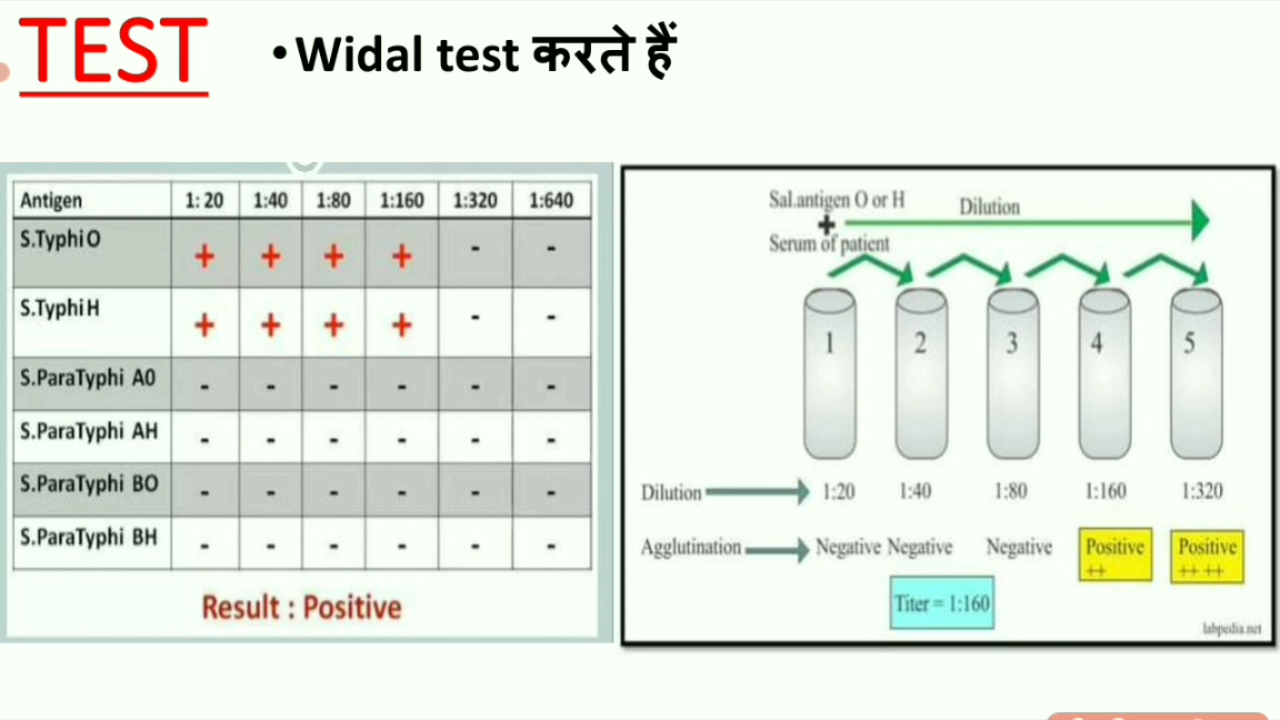 TEST
• Widal test करते हैं
Antigen 1: 20 1:40 1:80 1:160 1:320 1:640
S.Typhi O + + + + - -
S.Typhi H + + + + - -
S.ParaTyphi A0 - - - - - -
S.ParaTyphi AH - - - - - -
S.ParaTyphi BO - - - - - -
S.ParaTyphi BH - - - - - -
Result : Positive
Sal.antigen O or H
+
Serum of patient
Dilution
1 2 3 4 5
Dilution 1:20 1:40 1:80 1:160 1:320
Agglutination Negative Negative Negative Positive Positive
++ ++ ++
Titer = 1:160
labpedia.net